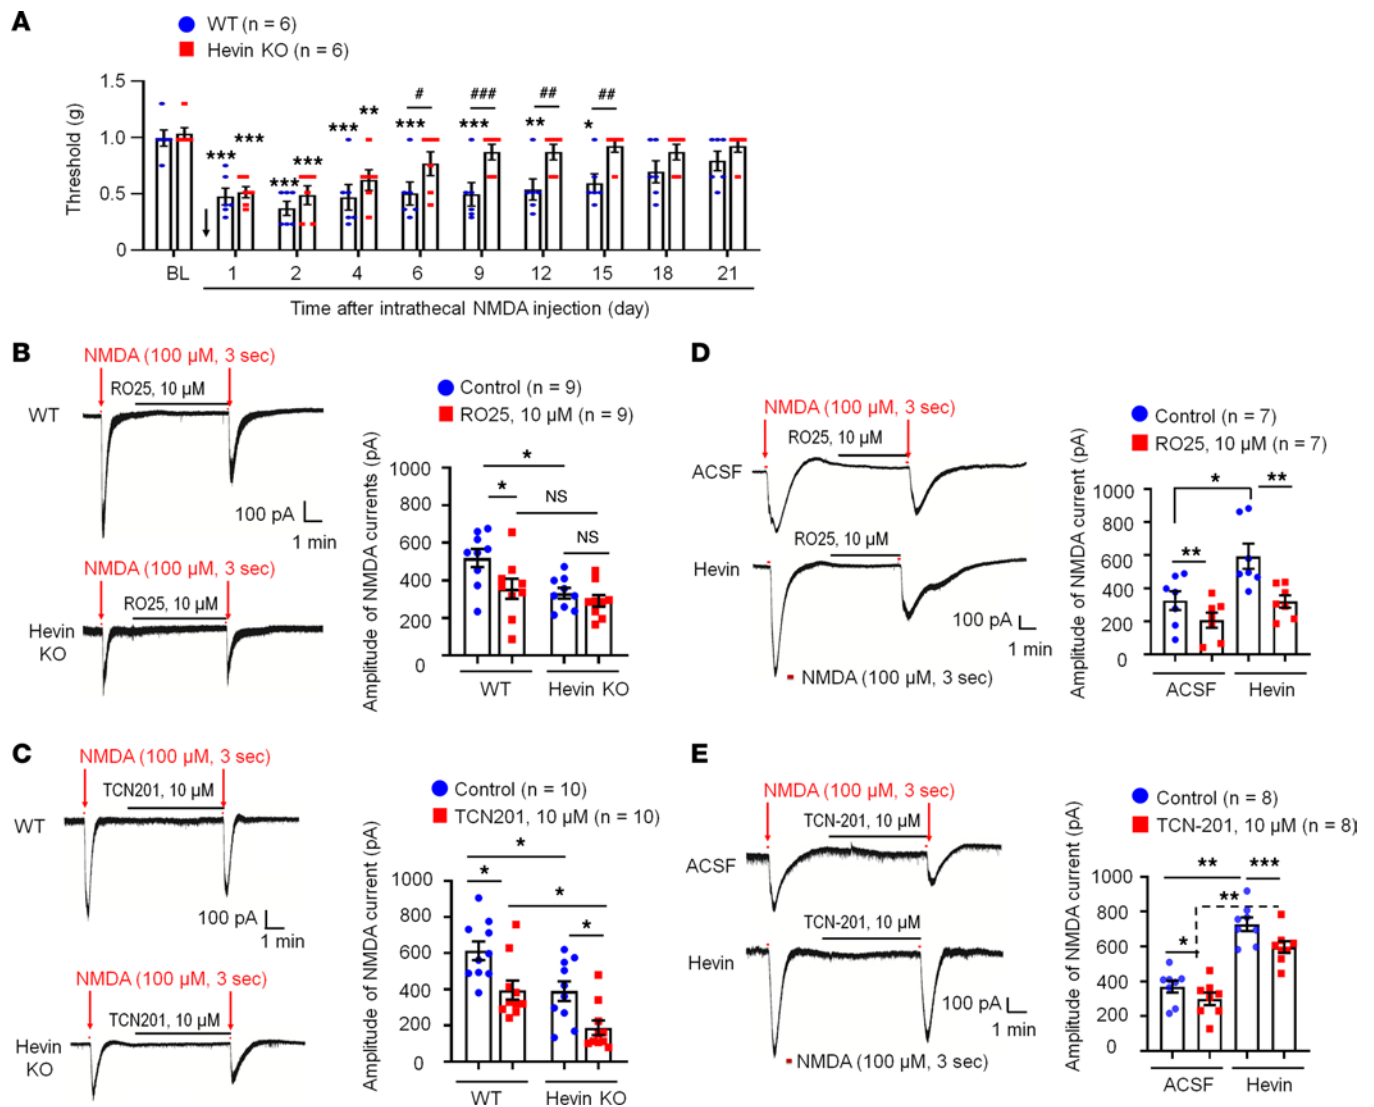 A
WT (n = 6)
Hevin KO (n = 6)
Threshold (g)
1.5
1.0
0.5
0
*** *** *** *** *** ** *** # *** ### ** ## * ##
BL 1 2 4 6 9 12 15 18 21
Time after intrathecal NMDA injection (day)
B
NMDA (100 µM, 3 sec)
RO25, 10 µM
WT
100 pA
1 min
NMDA (100 µM, 3 sec)
RO25, 10 µM
Hevin
KO
Control (n = 9)
RO25, 10 µM (n = 9)
Amplitude of NMDA currents (pA)
1000
800
600
400
200
0
*
* NS
NS
WT Hevin KO
D
NMDA (100 µM, 3 sec)
RO25, 10 µM
ACSF
RO25, 10 µM
Hevin
100 pA
1 min
NMDA (100 µM, 3 sec)
Control (n = 7)
RO25, 10 µM (n = 7)
Amplitude of NMDA current (pA)
1000
800
600
400
200
0
* **
**
ACSF Hevin
C
NMDA (100 µM, 3 sec)
TCN201, 10 µM
WT
100 pA
1 min
NMDA (100 µM, 3 sec)
TCN201, 10 µM
Hevin
KO
Control (n = 10)
TCN201, 10 µM (n = 10)
Amplitude of NMDA current (pA)
1000
800
600
400
200
0
*
* *
*
WT Hevin KO
E
NMDA (100 µM, 3 sec)
TCN-201, 10 µM
ACSF
TCN-201, 10 µM
Hevin
100 pA
1 min
NMDA (100 µM, 3 sec)
Control (n = 8)
TCN-201, 10 µM (n = 8)
Amplitude of NMDA current (pA)
1000
800
600
400
200
0
** ***
**
*
ACSF Hevin